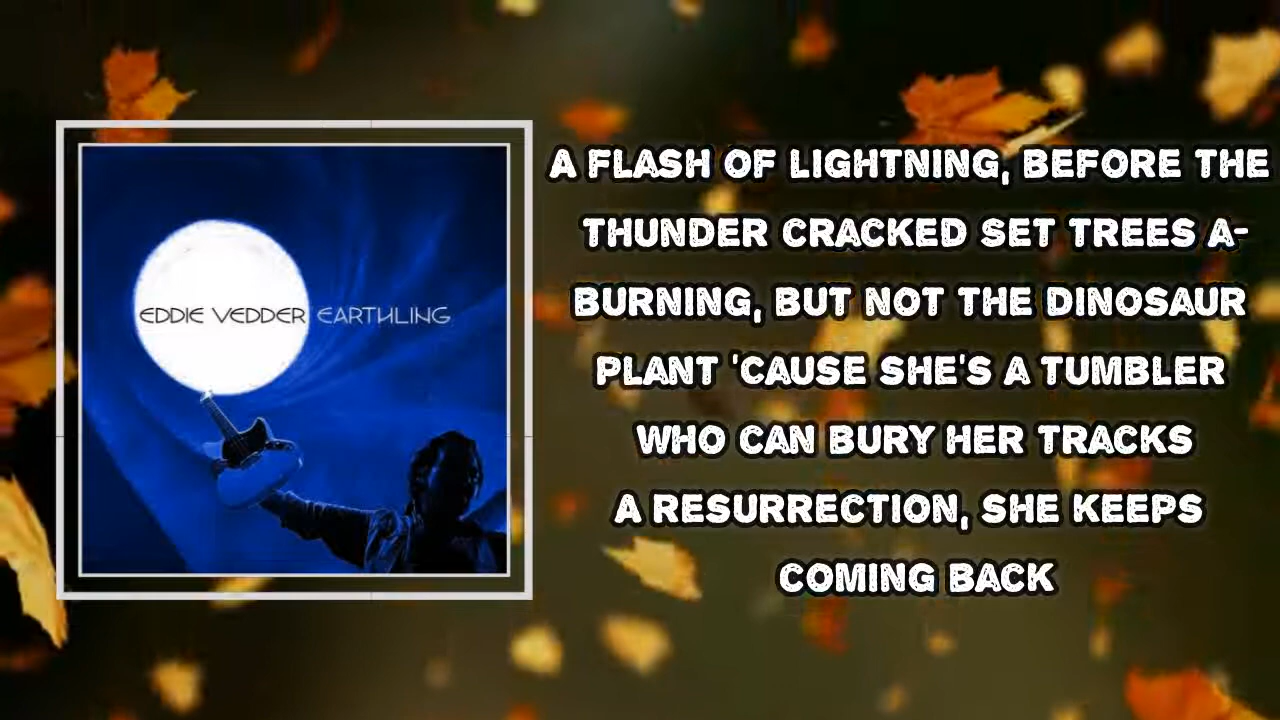 EDDIE VEDDER EARTHLING
A FLASH OF LIGHTNING, BEFORE THE
THUNDER CRACKED SET TREES A-
BURNING, BUT NOT THE DINOSAUR
PLANT 'CAUSE SHE'S A TUMBLER
WHO CAN BURY HER TRACKS
A RESURRECTION, SHE KEEPS
COMING BACK